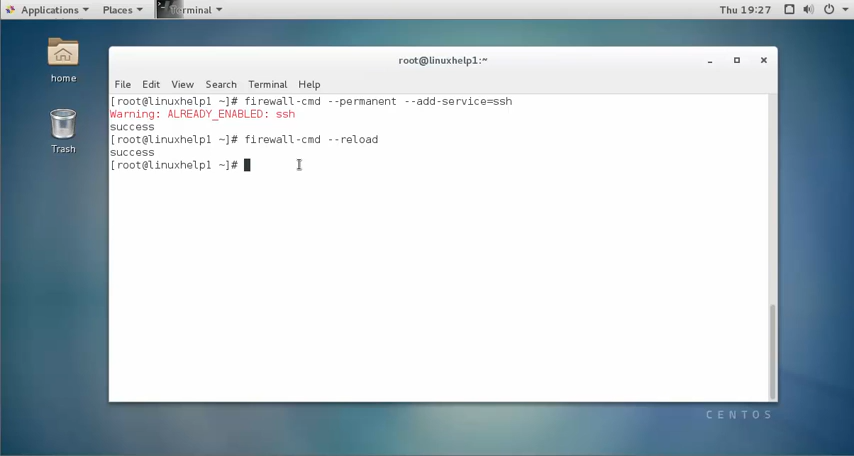 Applications Places Terminal Thu 19:27
home
Trash
root@linuxhelp1:~
File Edit View Search Terminal Help
[root@linuxhelp1 ~]# firewall-cmd --permanent --add-service=ssh
Warning: ALREADY_ENABLED: ssh
success
[root@linuxhelp1 ~]# firewall-cmd --reload
success
[root@linuxhelp1 ~]#
CENTOS